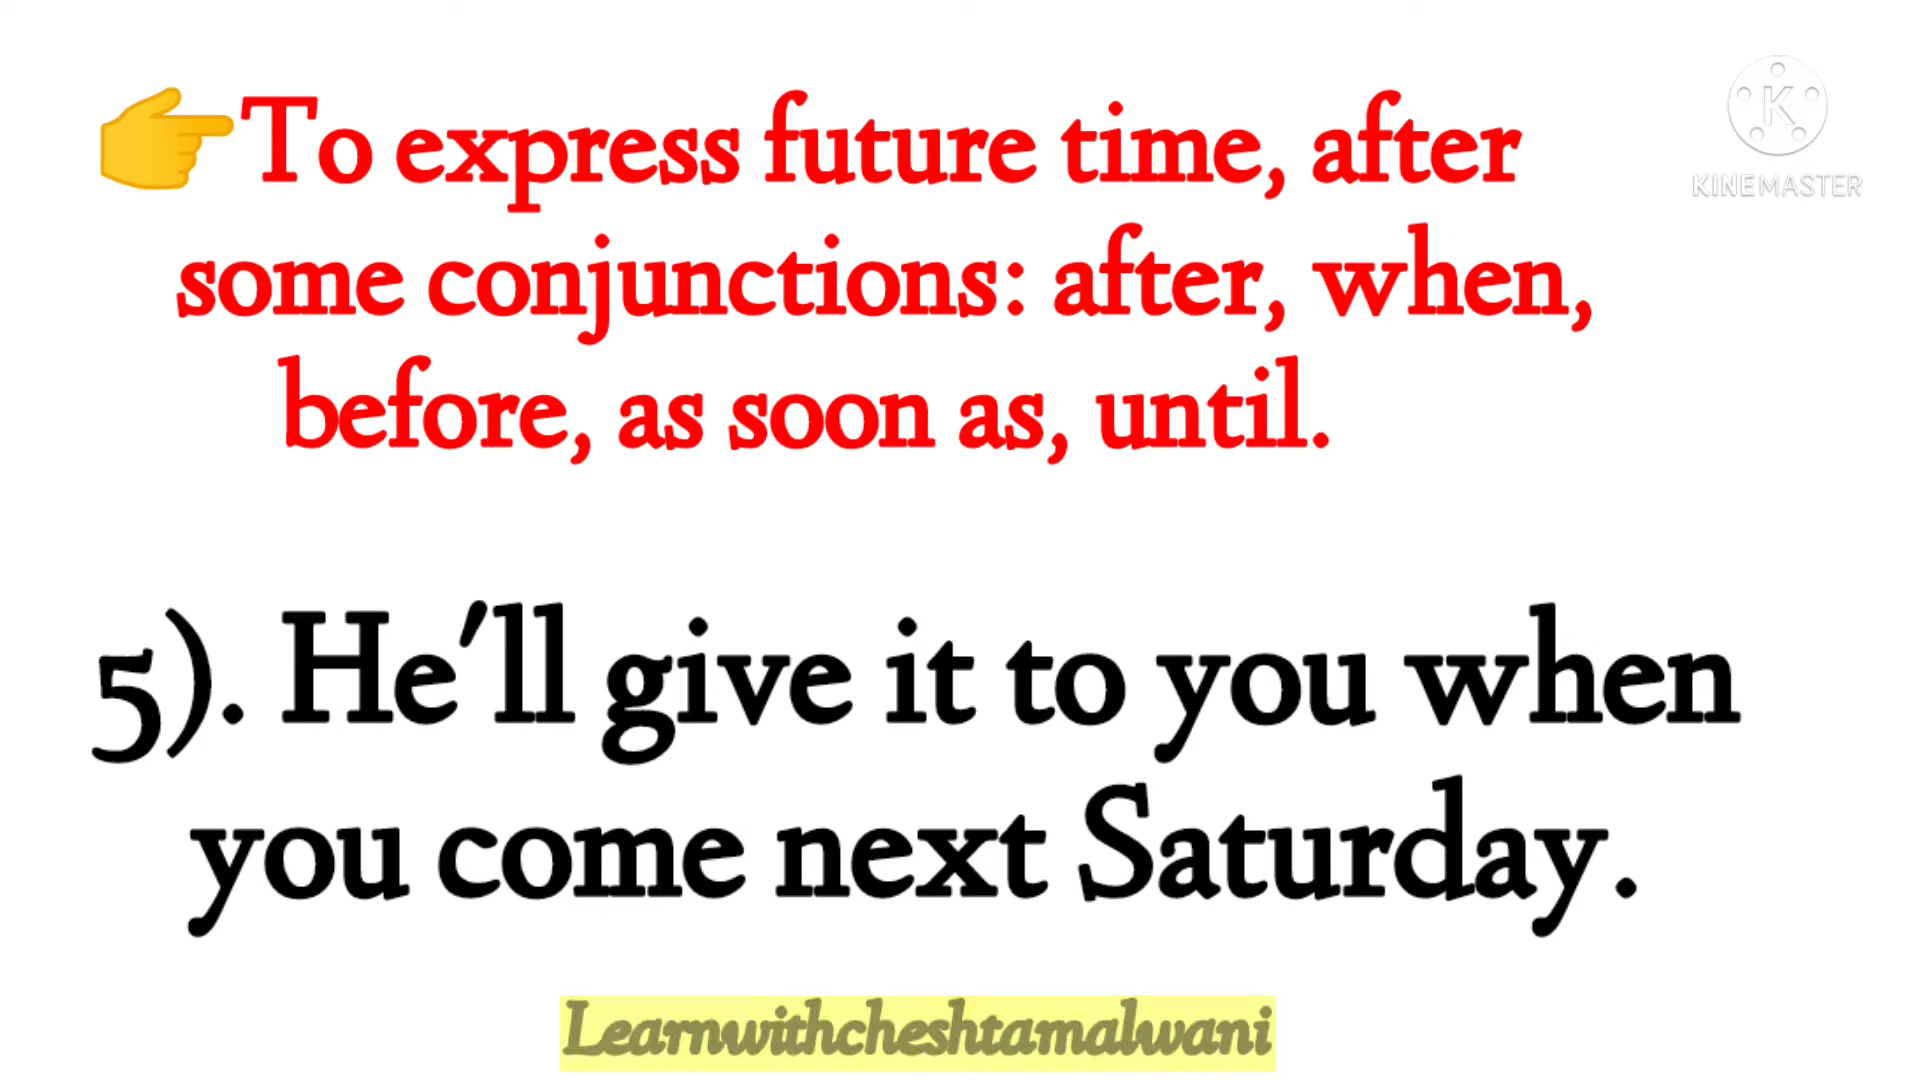 👉To express future time, after
KINEMASTER
some conjunctions: after, when,
before, as soon as, until.
5). He'll give it to you when
you come next Saturday.
Learnwithcheshtamalwani